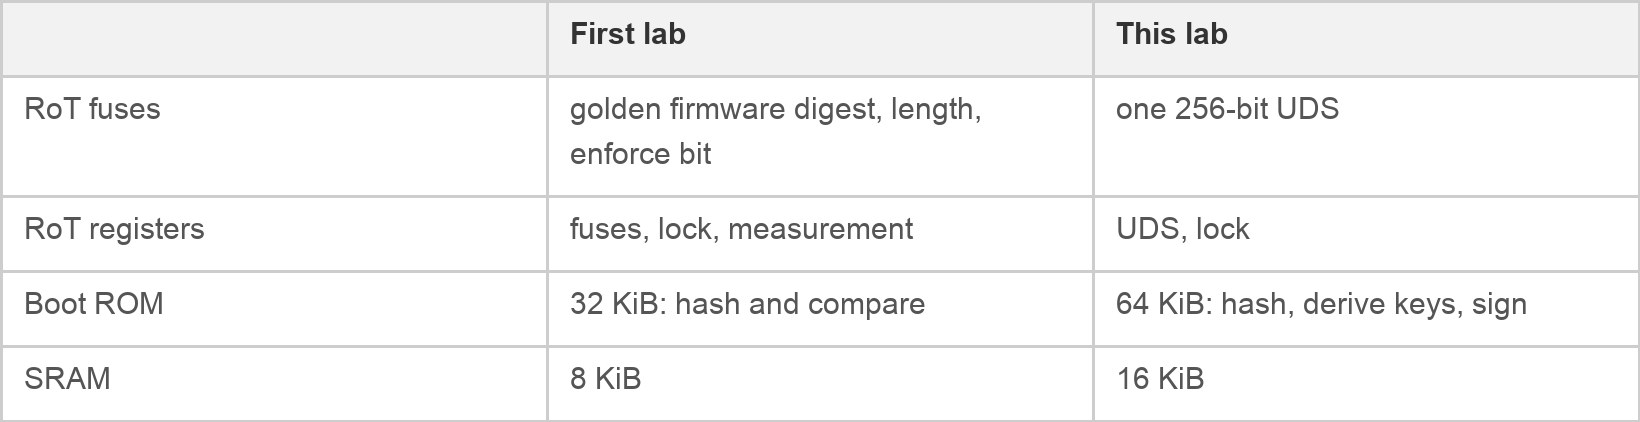 First lab This lab
RoT fuses golden firmware digest, length, one 256-bit UDS
enforce bit
RoT registers fuses, lock, measurement UDS, lock
Boot ROM 32 KiB: hash and compare 64 KiB: hash, derive keys, sign
SRAM 8 KiB 16 KiB